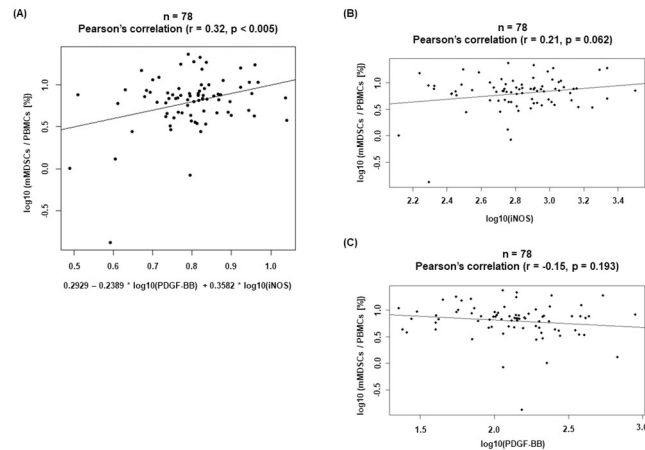 (A)
n = 78
Pearson's correlation (r = 0.32, p < 0.005)
log10 (mMDSCs / PBMCs [%])
1.0
0.5
0.0
-0.5
0.5 0.6 0.7 0.8 0.9 1.0
0.2929 − 0.2389 * log10(PDGF-BB) + 0.3582 * log10(iNOS)
(B)
n = 78
Pearson's correlation (r = 0.21, p = 0.062)
log10 (mMDSCs / PBMCs [%])
1.0
0.5
0.0
-0.5
2.2 2.4 2.6 2.8 3.0 3.2 3.4
log10(iNOS)
(C)
n = 78
Pearson's correlation (r = -0.15, p = 0.193)
log10 (mMDSCs / PBMCs [%])
1.0
0.5
0.0
-0.5
1.5 2.0 2.5 3.0
log10(PDGF-BB)